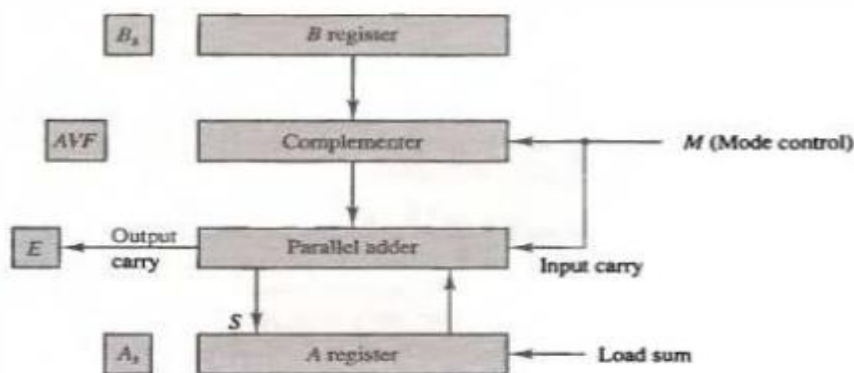 Bs B register
AVF Complementer M (Mode control)
E Output carry Parallel adder Input carry
S
As A register Load sum